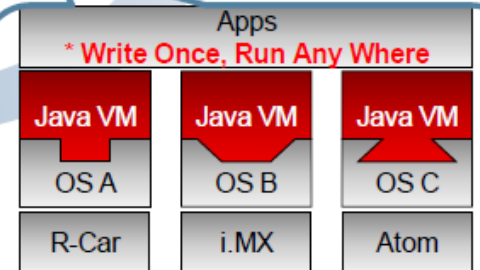 Apps
* Write Once, Run Any Where
Java VM Java VM Java VM
OS A OS B OS C
R-Car i.MX Atom